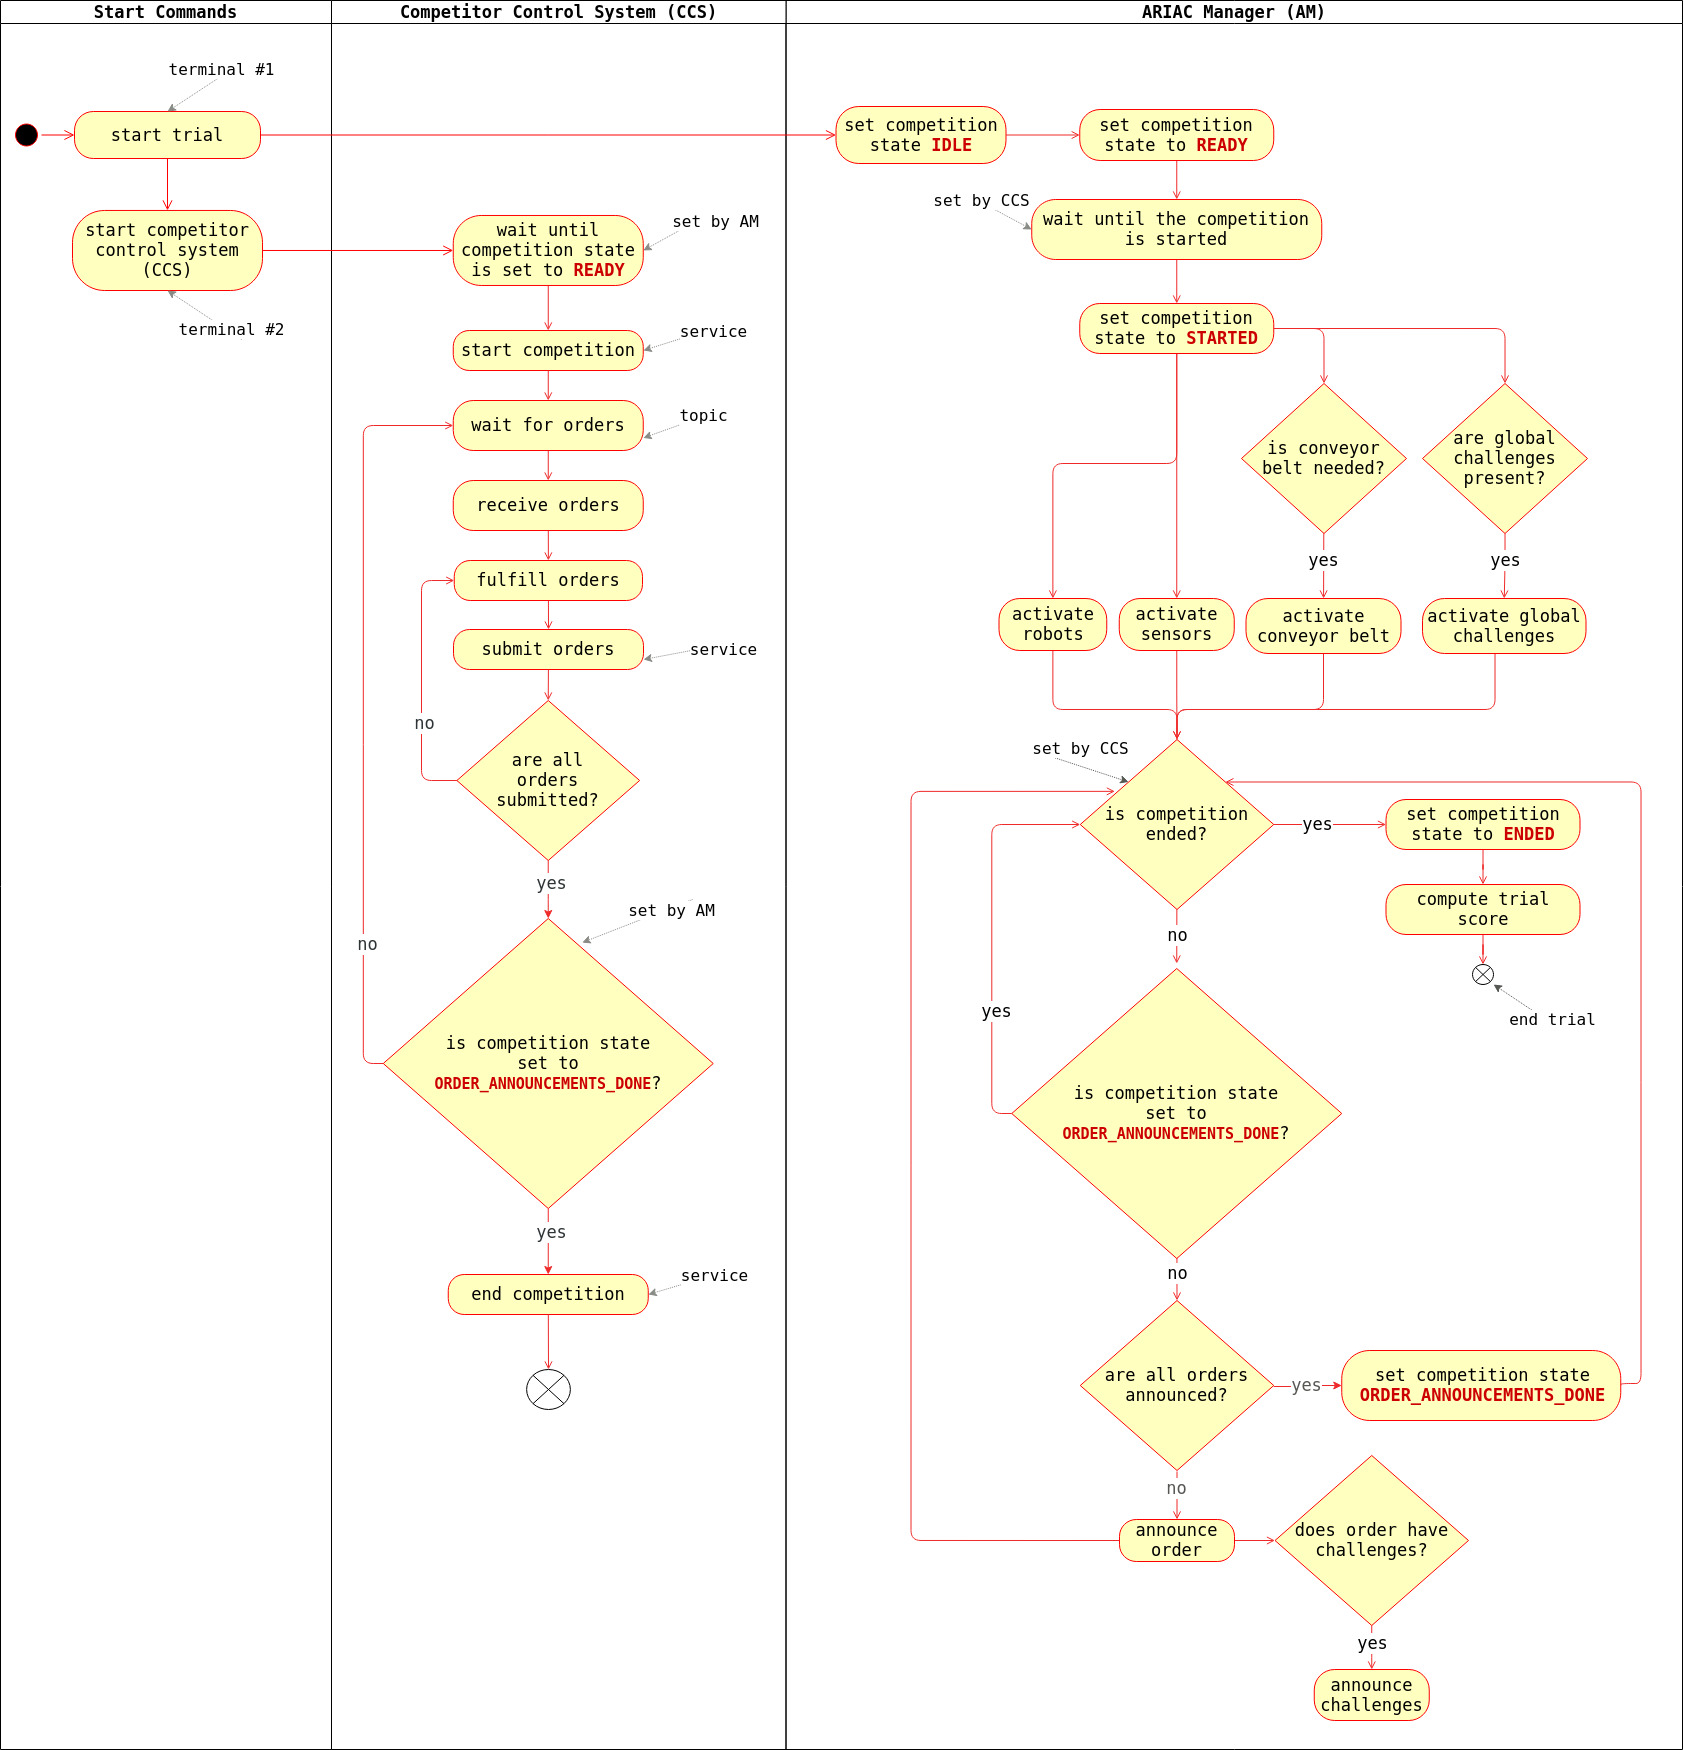 Start Commands
Competitor Control System (CCS)
ARIAC Manager (AM)
terminal #1
start trial
start competitor
control system
(CCS)
terminal #2
wait until
competition state
is set to READY
set by AM
start competition
service
wait for orders
topic
receive orders
fulfill orders
submit orders
service
no
are all
orders
submitted?
yes
set by AM
no
is competition state
set to
ORDER_ANNOUNCEMENTS_DONE?
yes
end competition
service
set competition
state IDLE
set competition
state to READY
set by CCS
wait until the competition
is started
set competition
state to STARTED
is conveyor
belt needed?
are global
challenges
present?
yes
yes
activate
robots
activate
sensors
activate
conveyor belt
activate global
challenges
set by CCS
is competition
ended?
yes
set competition
state to ENDED
compute trial
score
end trial
no
yes
is competition state
set to
ORDER_ANNOUNCEMENTS_DONE?
no
are all orders
announced?
yes
set competition state
ORDER_ANNOUNCEMENTS_DONE
no
announce
order
does order have
challenges?
yes
announce
challenges